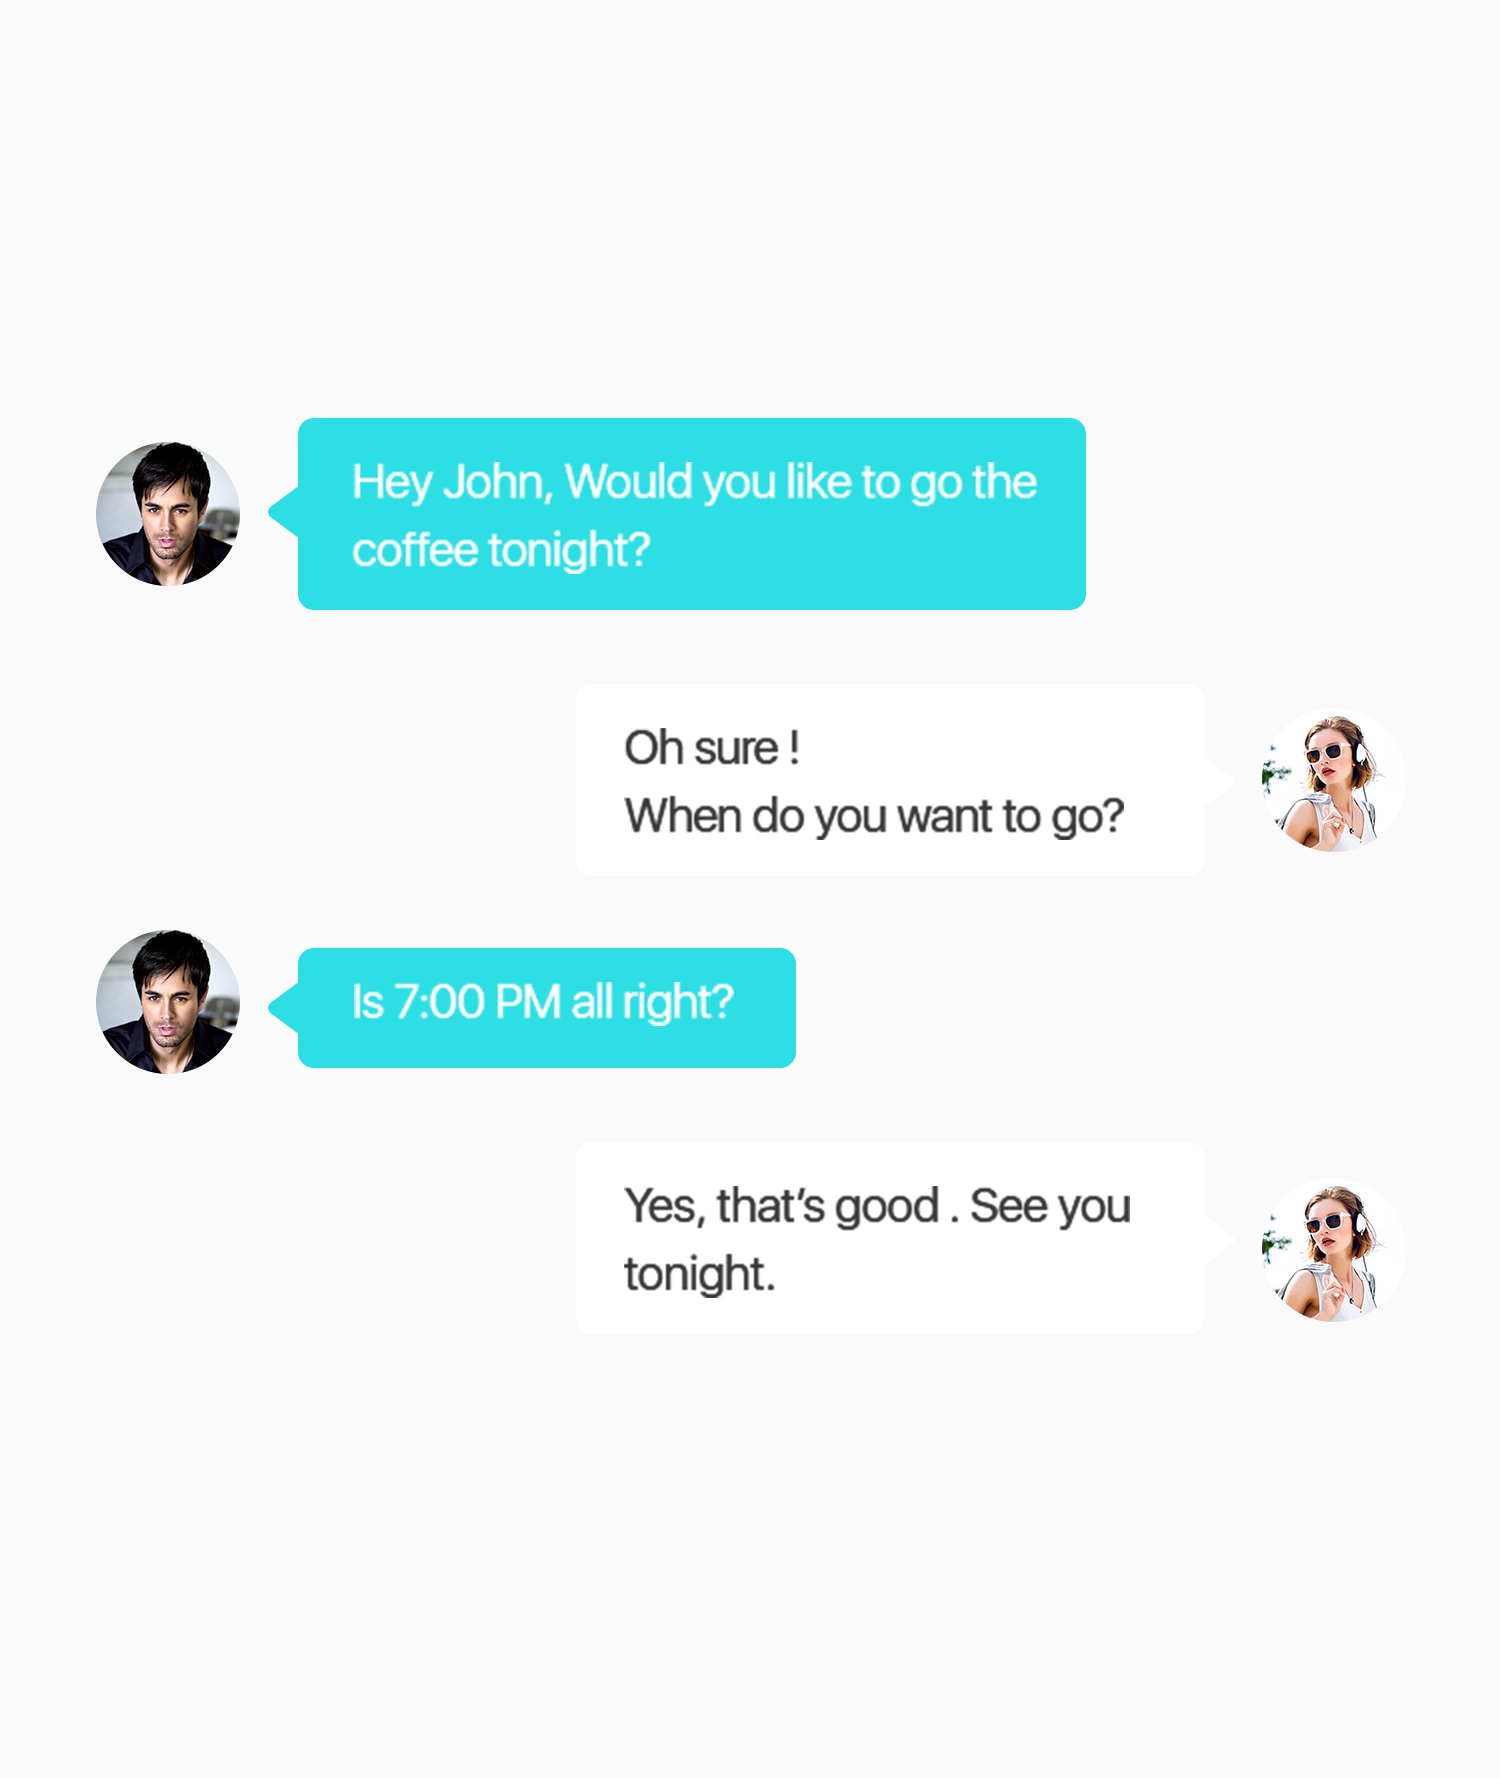 Hey John, Would you like to go the
coffee tonight?
Oh sure !
When do you want to go?
Is 7:00 PM all right?
Yes, that’s good . See you
tonight.